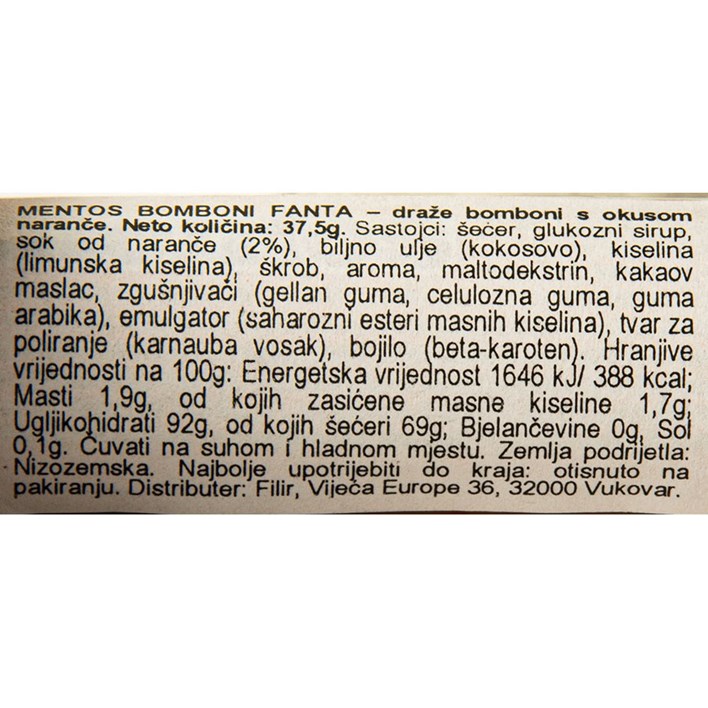 MENTOS BOMBONI FANTA – draže bomboni s okusom
naranče. Neto količina: 37,5g. Sastojci: šećer, glukozni sirup,
sok od naranče (2%), biljno ulje (kokosovo), kiselina
(limunska kiselina), škrob, aroma, maltodekstrin, kakaov
maslac, zgušnjivači (gellan guma, celulozna guma, guma
arabika), emulgator (saharozni esteri masnih kiselina), tvar za
poliranje (karnauba vosak), bojilo (beta-karoten). Hranjive
vrijednosti na 100g: Energetska vrijednost 1646 kJ/ 388 kcal;
Masti 1,9g, od kojih zasićene masne kiseline 1,7g;
Ugljikohidrati 92g, od kojih šećeri 69g; Bjelančevine 0g, Sol
0,1g. Čuvati na suhom i hladnom mjestu. Zemlja podrijetla:
Nizozemska. Najbolje upotrijebiti do kraja: otisnuto na
pakiranju. Distributer: Filir, Vijeća Europe 36, 32000 Vukovar.